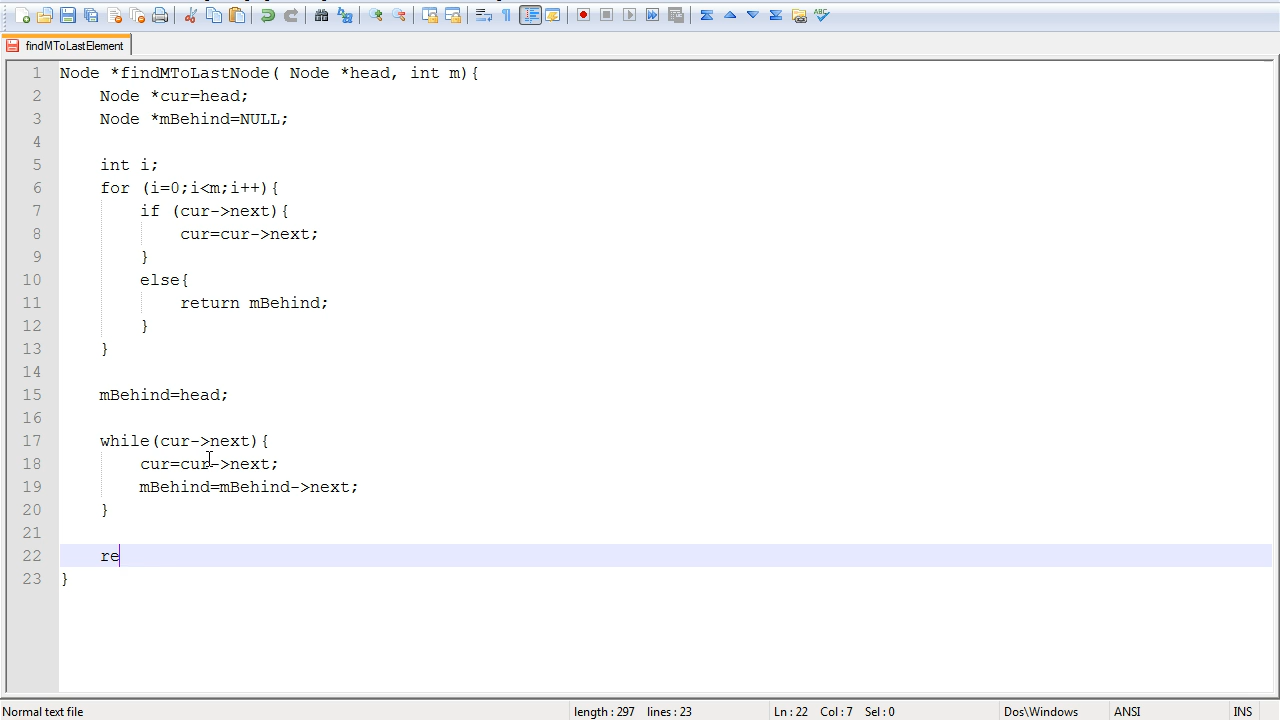 findMToLastElement
1 Node *findMToLastNode( Node *head, int m){
2 Node *cur=head;
3 Node *mBehind=NULL;
4
5 int i;
6 for (i=0;i<m;i++){
7 if (cur->next){
8 cur=cur->next;
9 }
10 else{
11 return mBehind;
12 }
13 }
14
15 mBehind=head;
16
17 while(cur->next){
18 cur=cur->next;
19 mBehind=mBehind->next;
20 }
21
22 re
23 }
Normal text file length : 297 lines : 23 Ln : 22 Col : 7 Sel : 0 Dos\Windows ANSI INS